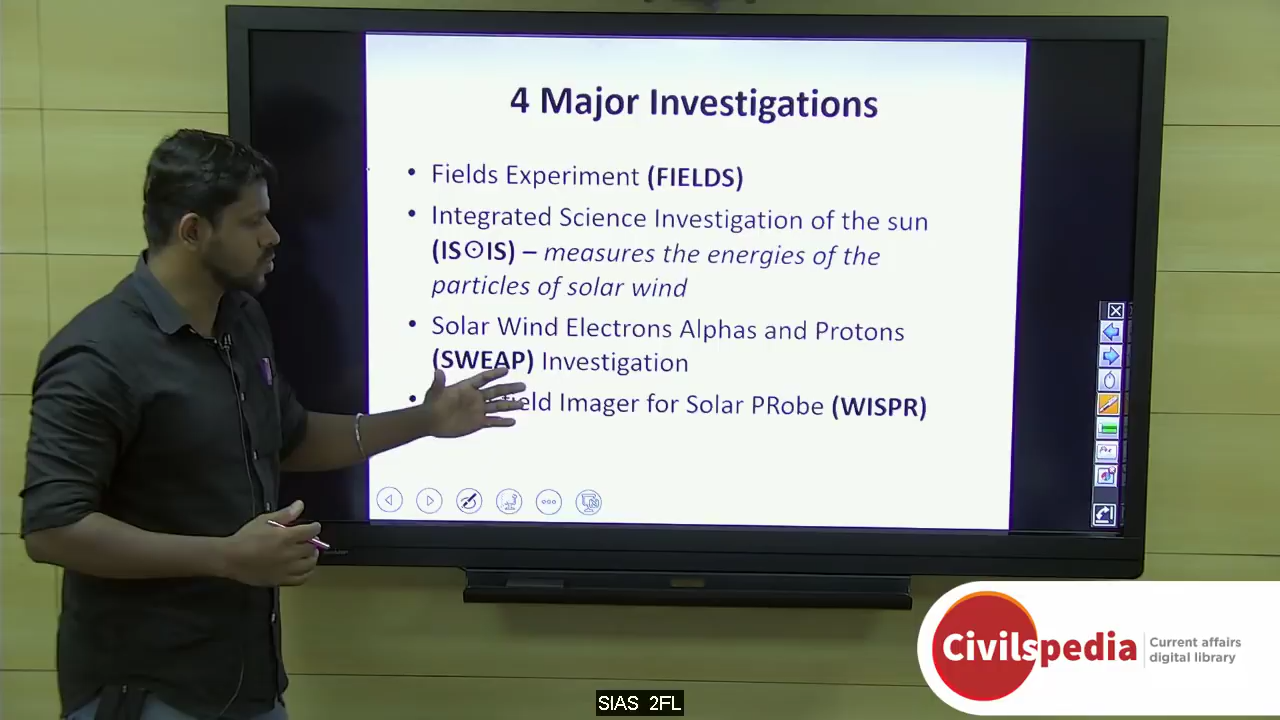 4 Major Investigations
• Fields Experiment (FIELDS)
• Integrated Science Investigation of the sun
(IS☉IS) – measures the energies of the
particles of solar wind
• Solar Wind Electrons Alphas and Protons
(SWEAP) Investigation
• Imager for Solar PRobe (WISPR)
Civilspedia
Current affairs
digital library
SIAS 2FL